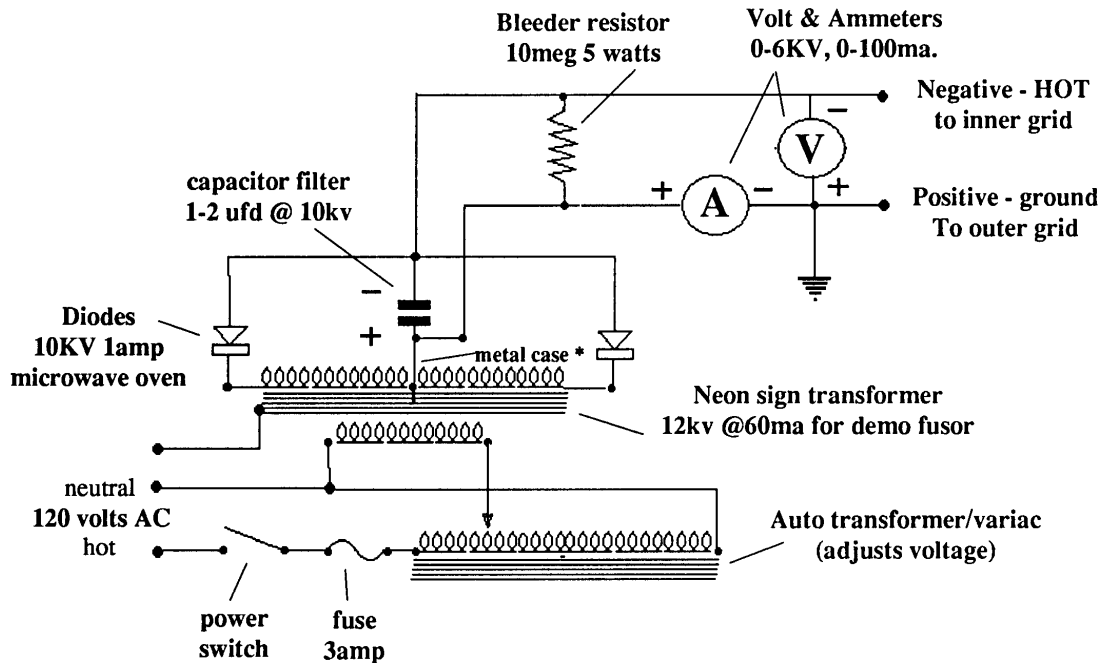 Bleeder resistor
10meg 5 watts
Volt & Ammeters
0-6KV, 0-100ma.
Negative - HOT
to inner grid
−
V
+
capacitor filter
1-2 ufd @ 10kv
+
A
−
Positive - ground
To outer grid
−
+
Diodes
10KV 1amp
microwave oven
metal case *
Neon sign transformer
12kv @60ma for demo fusor
neutral
120 volts AC
hot
Auto transformer/variac
(adjusts voltage)
power
switch
fuse
3amp